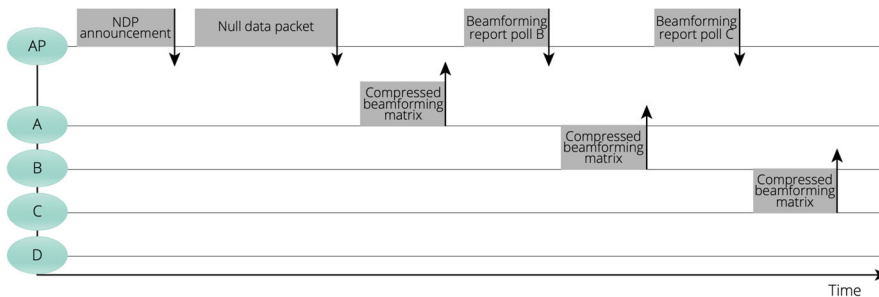 NDP
announcement
Null data packet
Beamforming
report poll B
Beamforming
report poll C
AP
Compressed
beamforming
matrix
A
Compressed
beamforming
matrix
B
Compressed
beamforming
matrix
C
D
Time